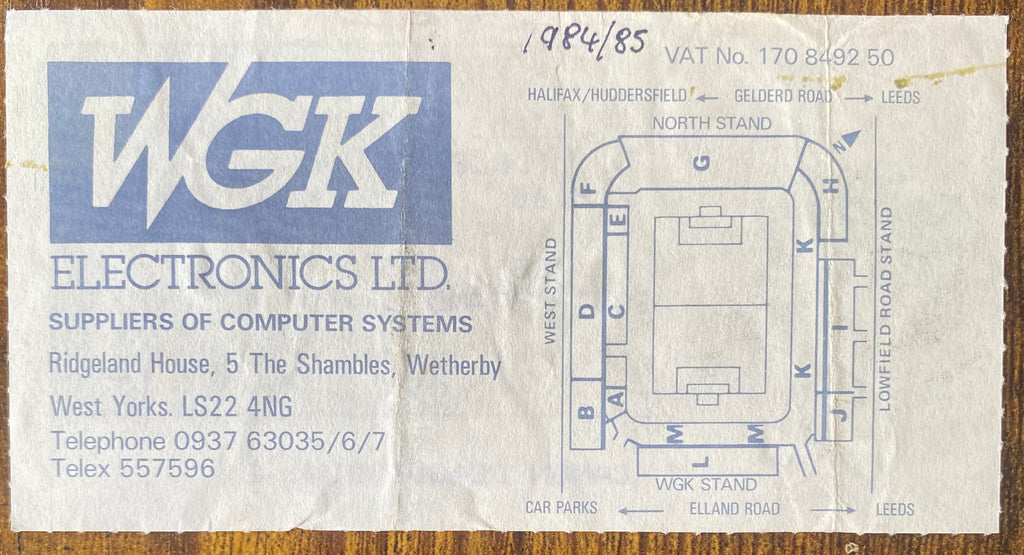 1984/85
VAT No. 170 8492 50
WGK
ELECTRONICS LTD.
SUPPLIERS OF COMPUTER SYSTEMS
Ridgeland House, 5 The Shambles, Wetherby
West Yorks. LS22 4NG
Telephone 0937 63035/6/7
Telex 557596
HALIFAX/HUDDERSFIELD ← GELDERD ROAD → LEEDS
NORTH STAND
N
G
F
H
E
K
WEST STAND
D
C
I
LOWFIELD ROAD STAND
K
B
A
J
M
M
L
WGK STAND
CAR PARKS ← ELLAND ROAD → LEEDS